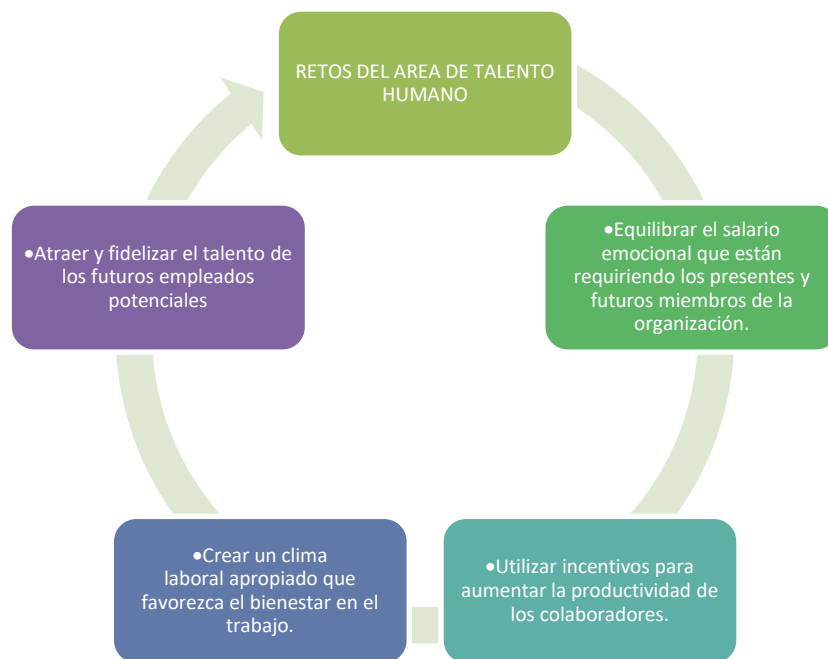 RETOS DEL AREA DE TALENTO
HUMANO
•Equilibrar el salario
emocional que están
requiriendo los presentes y
futuros miembros de la
organización.
•Utilizar incentivos para
aumentar la productividad de
los colaboradores.
•Crear un clima
laboral apropiado que
favorezca el bienestar en el
trabajo.
•Atraer y fidelizar el talento de
los futuros empleados
potenciales